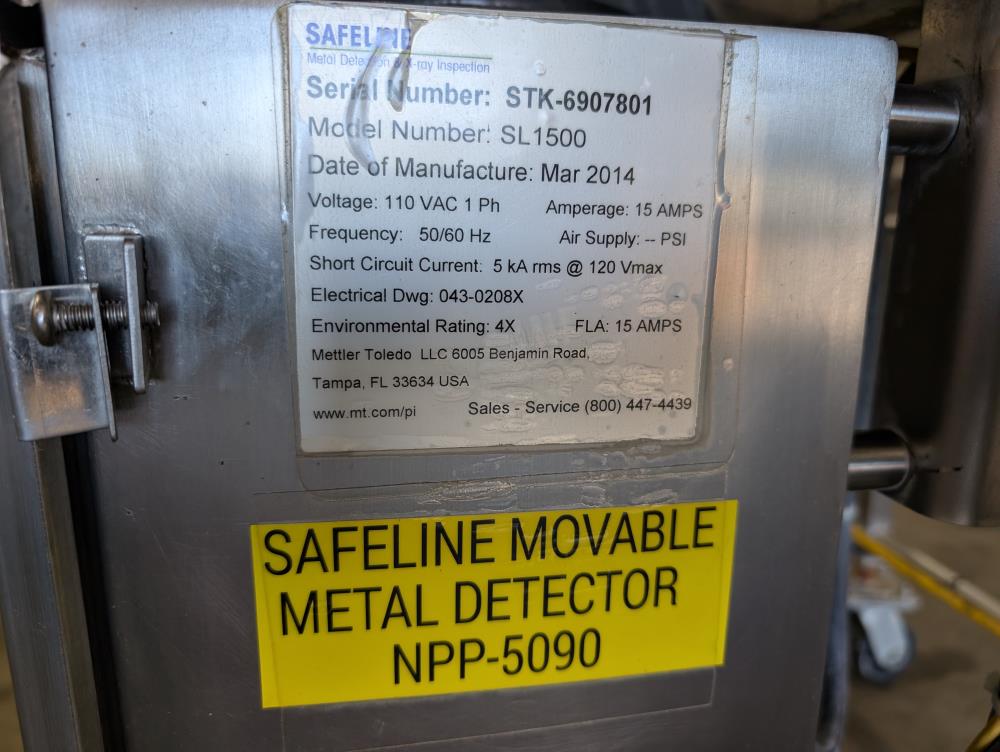 SAFELINE
Metal Detection & X-ray Inspection
Serial Number: STK-6907801
Model Number: SL1500
Date of Manufacture: Mar 2014
Voltage: 110 VAC 1 Ph Amperage: 15 AMPS
Frequency: 50/60 Hz Air Supply: -- PSI
Short Circuit Current: 5 kA rms @ 120 Vmax
Electrical Dwg: 043-0208X
Environmental Rating: 4X FLA: 15 AMPS
Mettler Toledo LLC 6005 Benjamin Road,
Tampa, FL 33634 USA
www.mt.com/pi Sales - Service (800) 447-4439
SAFELINE MOVABLE
METAL DETECTOR
NPP-5090